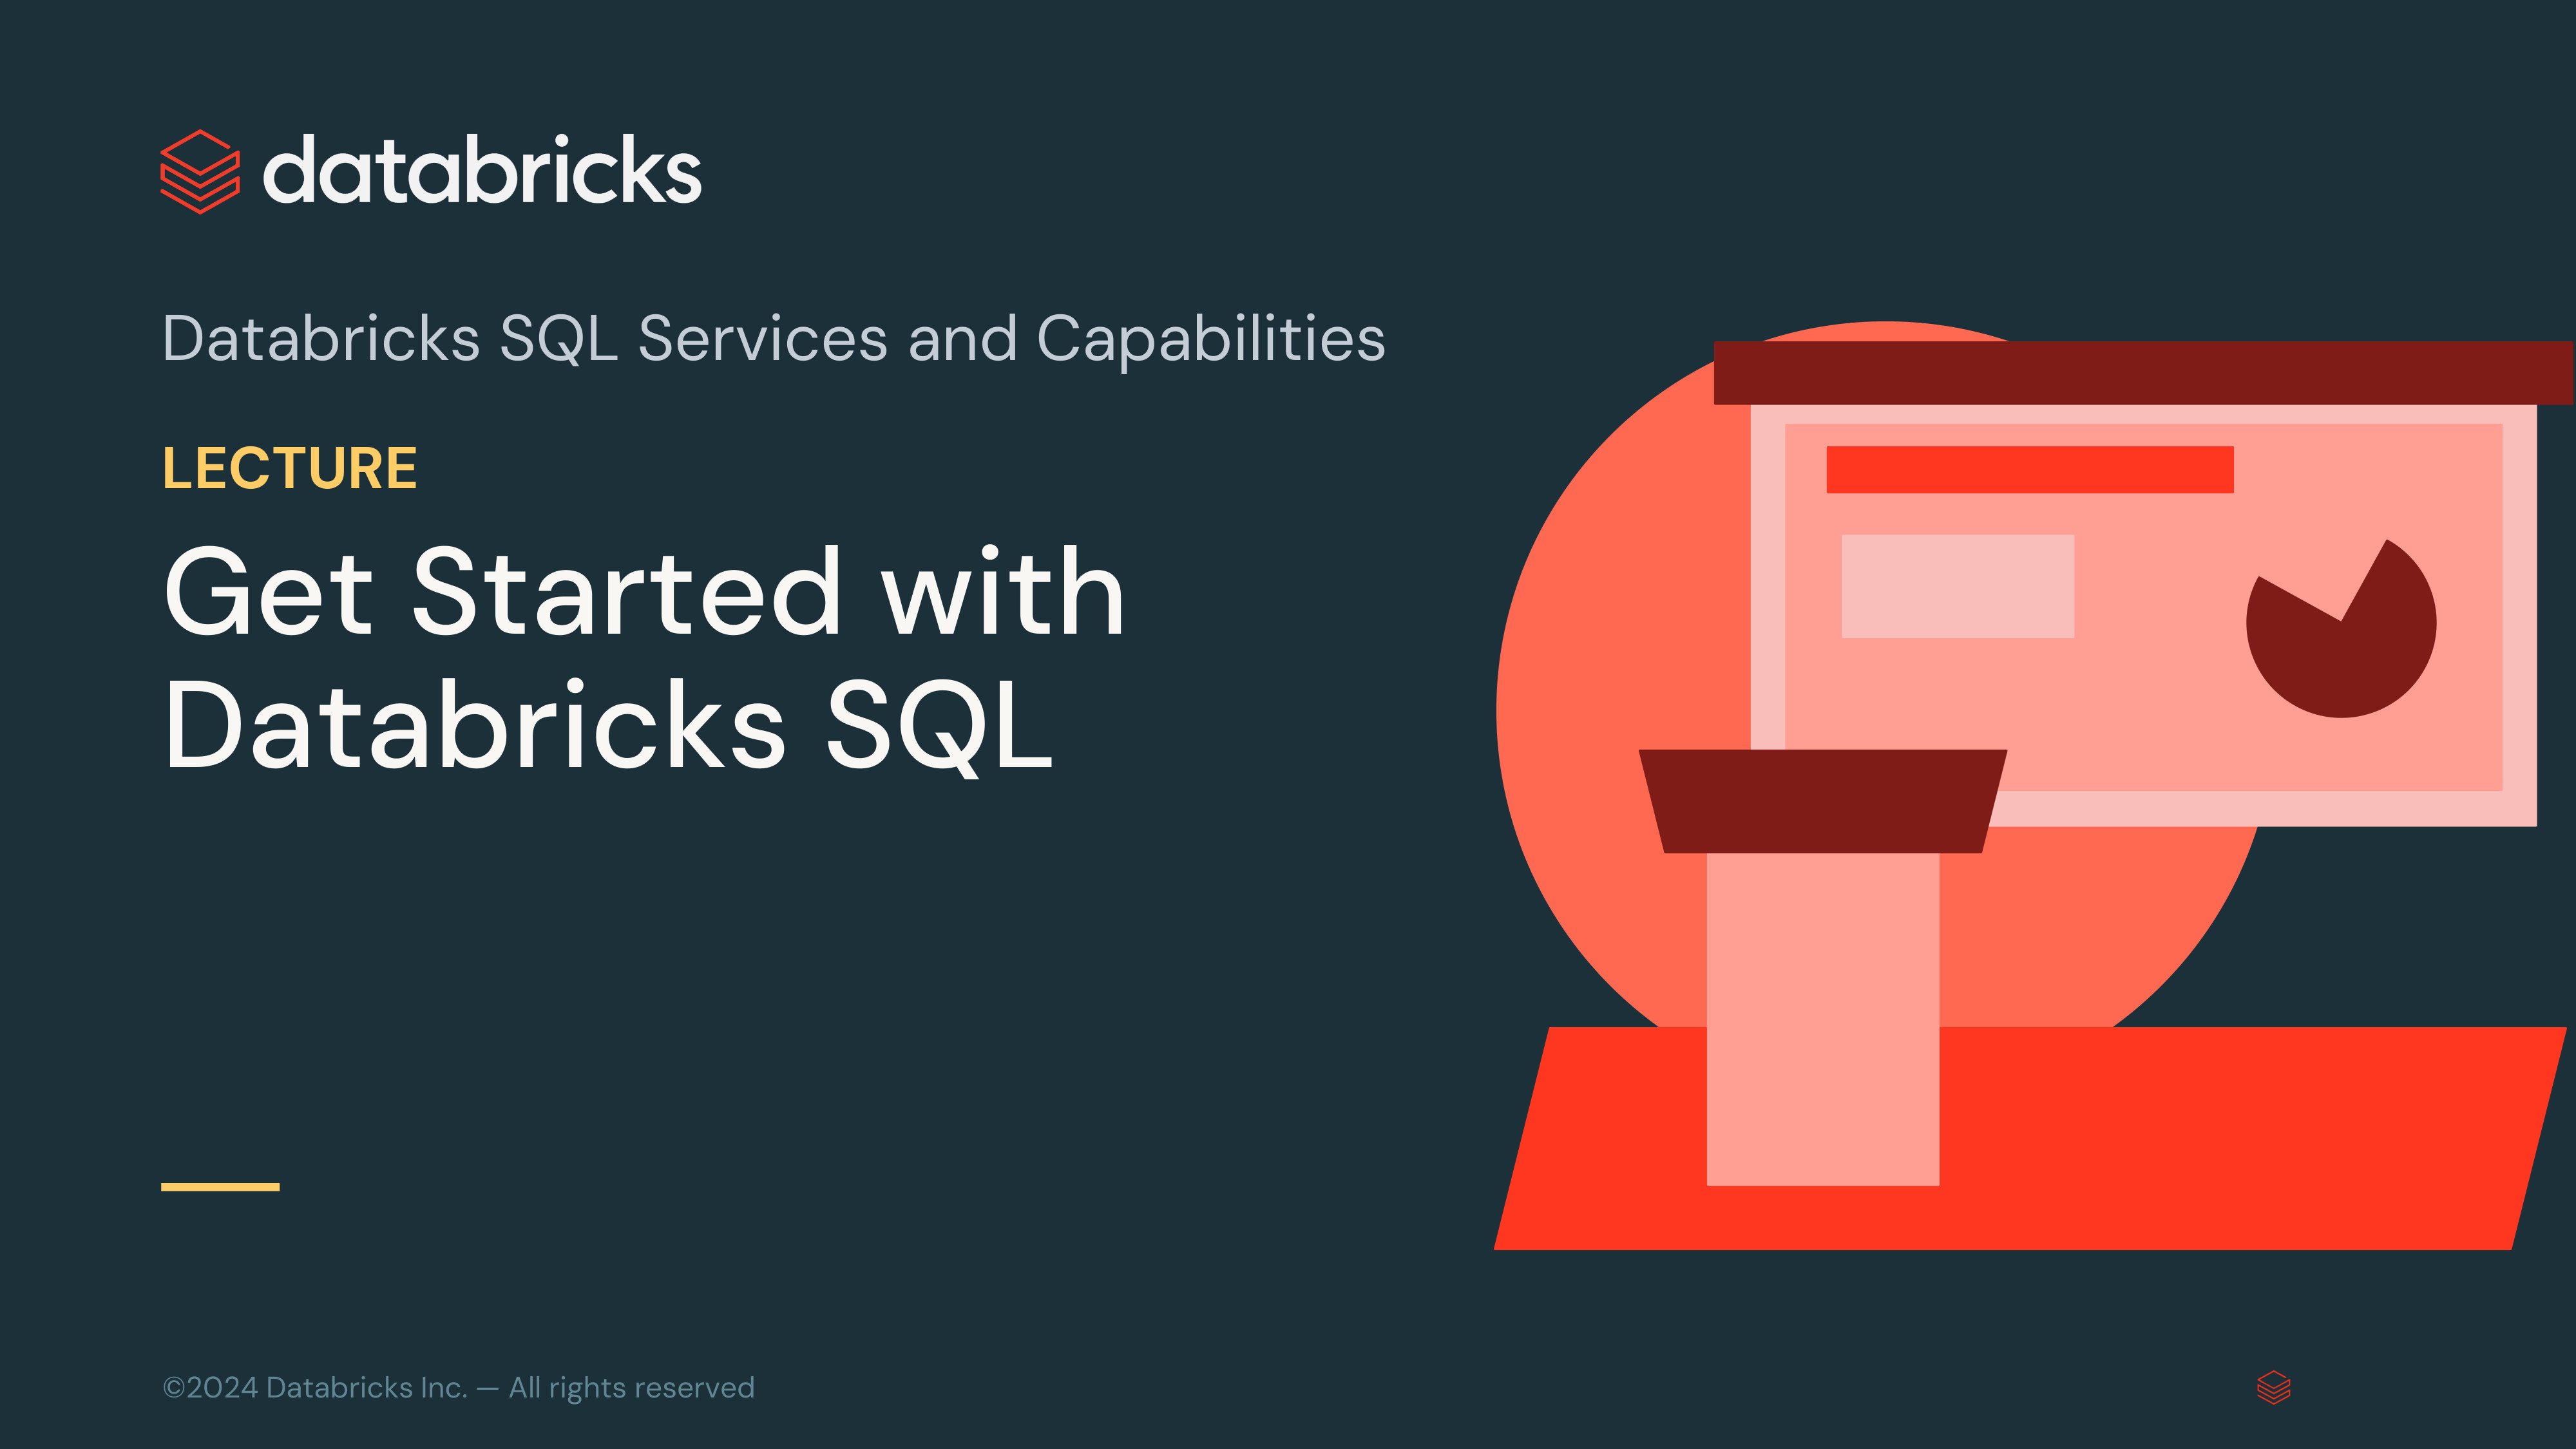 databricks
Databricks SQL Services and Capabilities
LECTURE
Get Started with
Databricks SQL
©2024 Databricks Inc. — All rights reserved